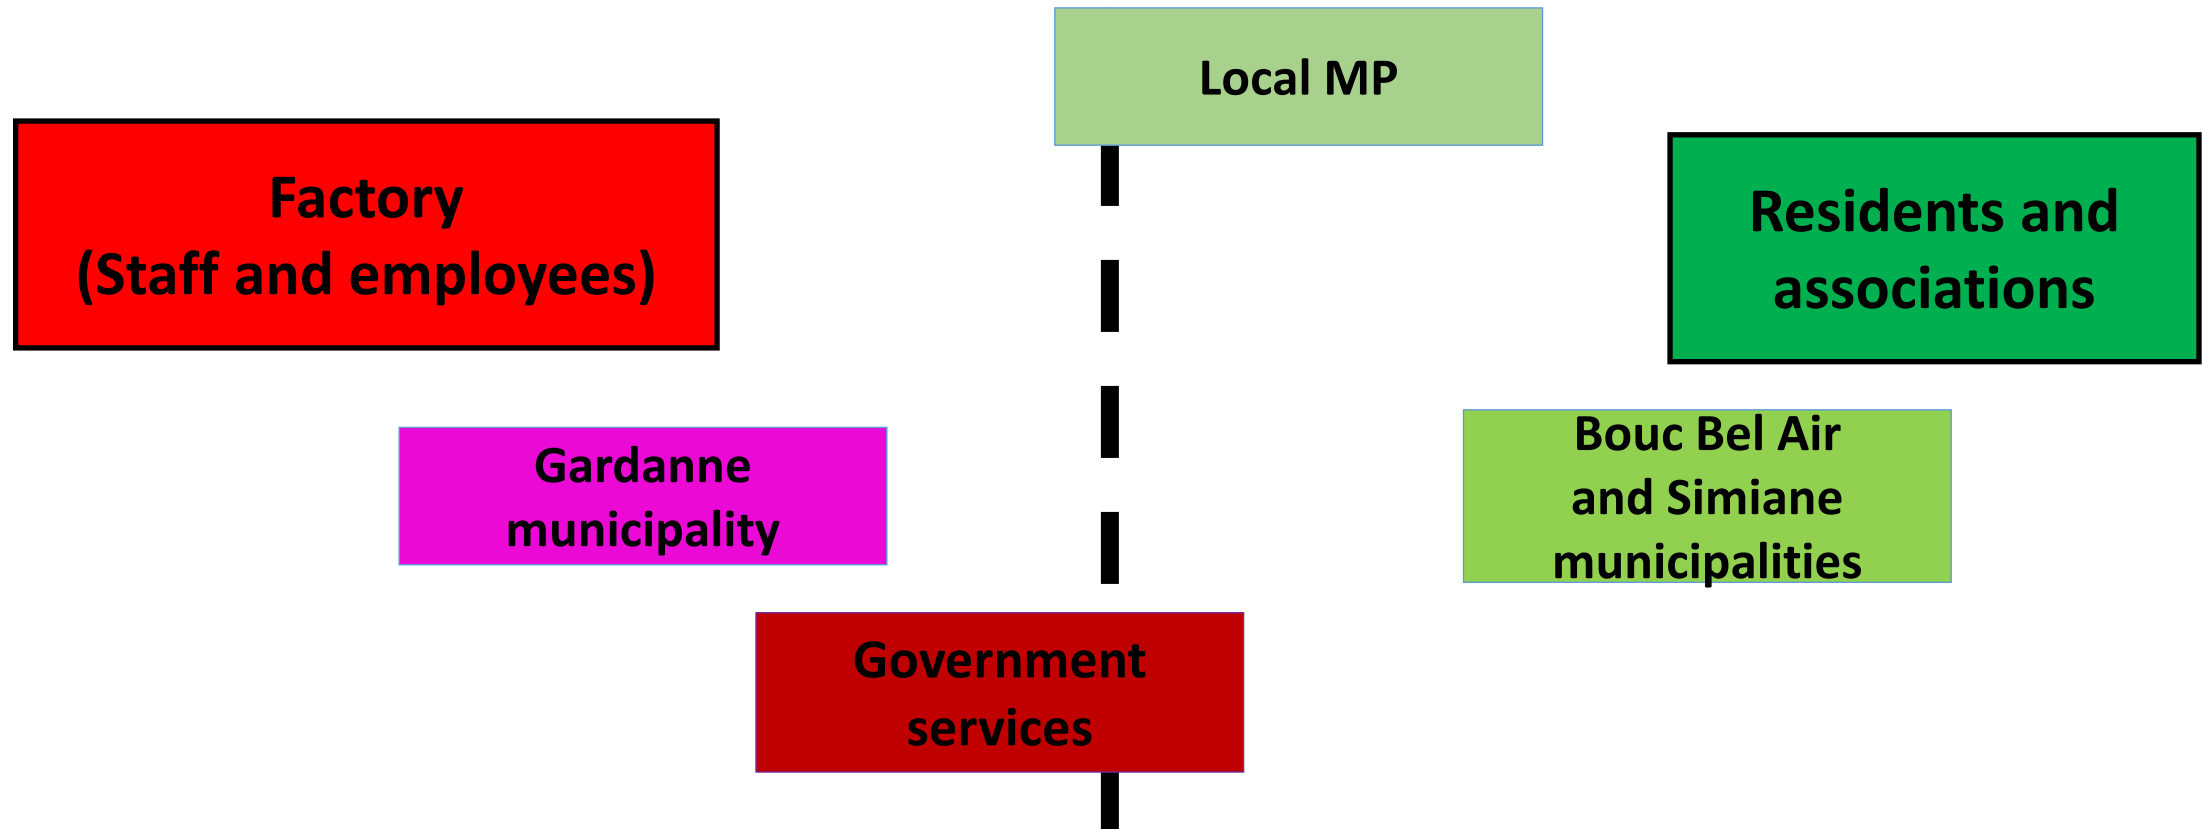 Local MP
Factory
(Staff and employees)
Residents and
associations
Gardanne
municipality
Bouc Bel Air
and Simiane
municipalities
Government
services